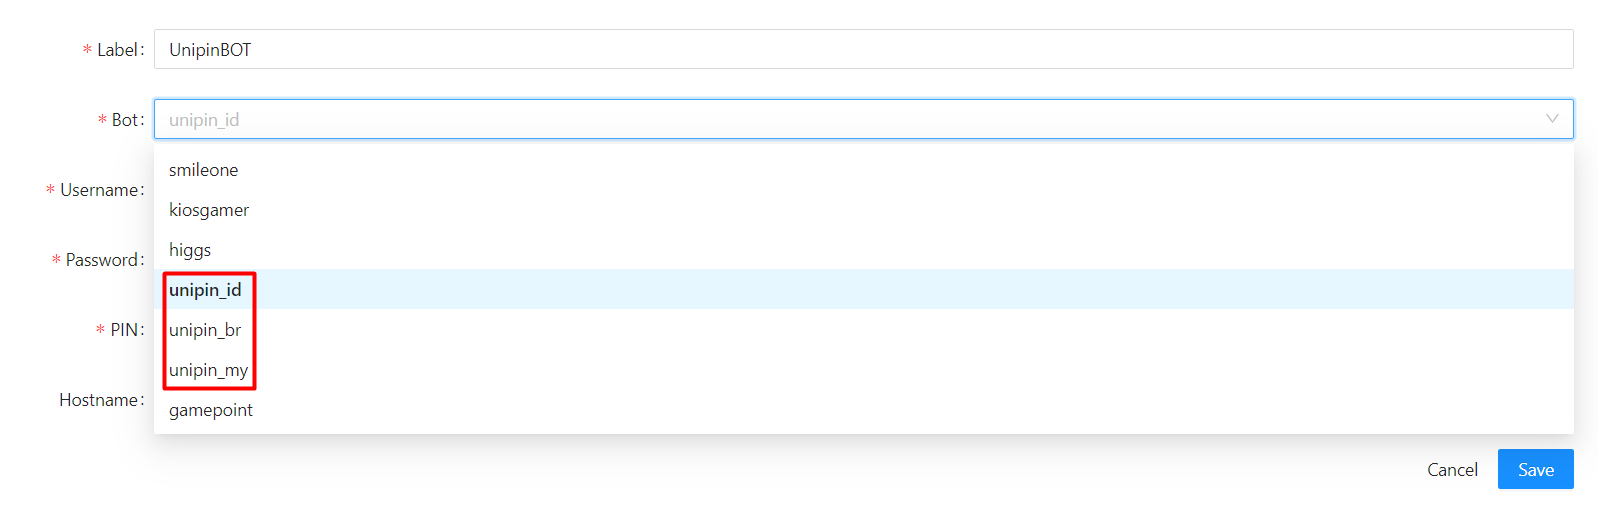 * Label: UnipinBOT
* Bot: unipin_id
smileone
* Username:
kiosgamer
higgs
* Password:
unipin_id
* PIN: unipin_br
unipin_my
Hostname:
gamepoint
Cancel Save